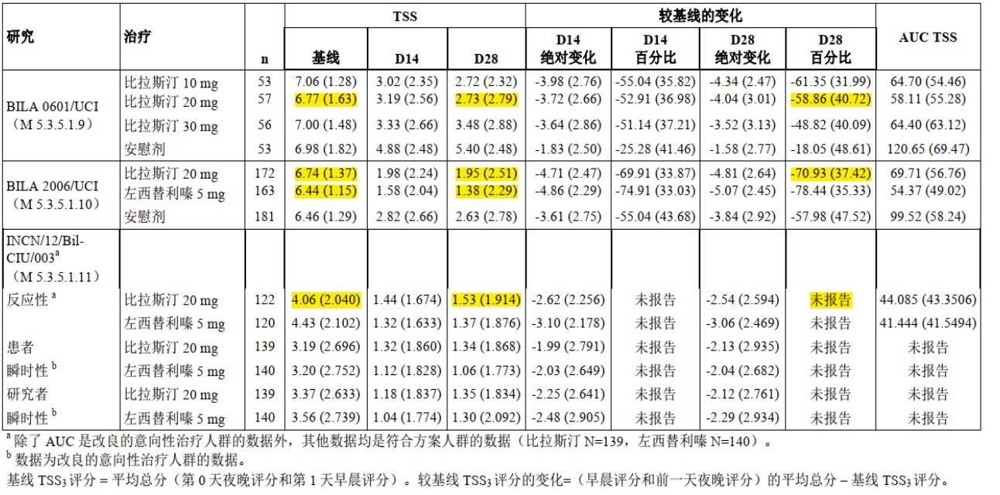 研究 治疗 n TSS 较基线的变化 AUC TSS
基线 D14 D28 D14 绝对变化 D14 百分比 D28 绝对变化 D28 百分比
BILA 0601/UCI
（M 5.3.5.1.9）
比拉斯汀 10 mg 53 7.06 (1.28) 3.02 (2.35) 2.72 (2.32) -3.98 (2.76) -55.04 (35.82) -4.34 (2.47) -61.35 (31.99) 64.70 (54.46)
比拉斯汀 20 mg 57 6.77 (1.63) 3.19 (2.56) 2.73 (2.79) -3.72 (2.66) -52.91 (36.98) -4.04 (3.01) -58.86 (40.72) 58.11 (55.28)
比拉斯汀 30 mg 56 7.00 (1.48) 3.33 (2.66) 3.48 (2.88) -3.64 (2.86) -51.14 (37.21) -3.52 (3.13) -48.82 (40.09) 64.40 (63.12)
安慰剂 53 6.98 (1.82) 4.88 (2.48) 5.40 (2.48) -1.83 (2.50) -25.28 (41.46) -1.58 (2.77) -18.05 (48.61) 120.65 (69.47)
BILA 2006/UCI
（M 5.3.5.1.10）
比拉斯汀 20 mg 172 6.74 (1.37) 1.98 (2.24) 1.95 (2.51) -4.71 (2.47) -69.91 (33.87) -4.81 (2.64) -70.93 (37.42) 69.71 (56.76)
左西替利嗪 5 mg 163 6.44 (1.15) 1.58 (2.04) 1.38 (2.29) -4.86 (2.29) -74.91 (33.03) -5.07 (2.45) -78.44 (35.33) 54.37 (49.02)
安慰剂 181 6.46 (1.29) 2.82 (2.66) 2.63 (2.78) -3.61 (2.75) -55.04 (43.68) -3.84 (2.92) -57.98 (47.52) 99.52 (58.24)
INCN/12/Bil-
CIU/003a
（M 5.3.5.1.11）
反应性 a 比拉斯汀 20 mg 122 4.06 (2.040) 1.44 (1.674) 1.53 (1.914) -2.62 (2.256) 未报告 -2.54 (2.594) 未报告 44.085 (43.3506)
左西替利嗪 5 mg 120 4.43 (2.102) 1.32 (1.633) 1.37 (1.876) -3.10 (2.178) 未报告 -3.06 (2.469) 未报告 41.444 (41.5494)
患者 比拉斯汀 20 mg 139 3.19 (2.696) 1.32 (1.860) 1.34 (1.868) -1.99 (2.791) 未报告 -2.13 (2.935) 未报告 未报告
瞬时性 b 左西替利嗪 5 mg 140 3.20 (2.752) 1.12 (1.828) 1.06 (1.773) -2.03 (2.649) 未报告 -2.04 (2.682) 未报告 未报告
研究者 比拉斯汀 20 mg 139 3.37 (2.633) 1.18 (1.837) 1.35 (1.834) -2.25 (2.641) 未报告 -2.12 (2.761) 未报告 未报告
瞬时性 b 左西替利嗪 5 mg 140 3.56 (2.739) 1.04 (1.774) 1.30 (2.092) -2.48 (2.905) 未报告 -2.29 (2.934) 未报告 未报告
a 除了 AUC 是改良的意向性治疗人群的数据外，其他数据均是符合方案人群的数据（比拉斯汀 N=139，左西替利嗪 N=140）。
b 数据为改良的意向性治疗人群的数据。
基线 TSS3 评分 = 平均总分（第 0 天夜晚评分和第 1 天早晨评分）。较基线 TSS3 评分的变化=（早晨评分和前一天夜晚评分）的平均总分 – 基线 TSS3 评分。